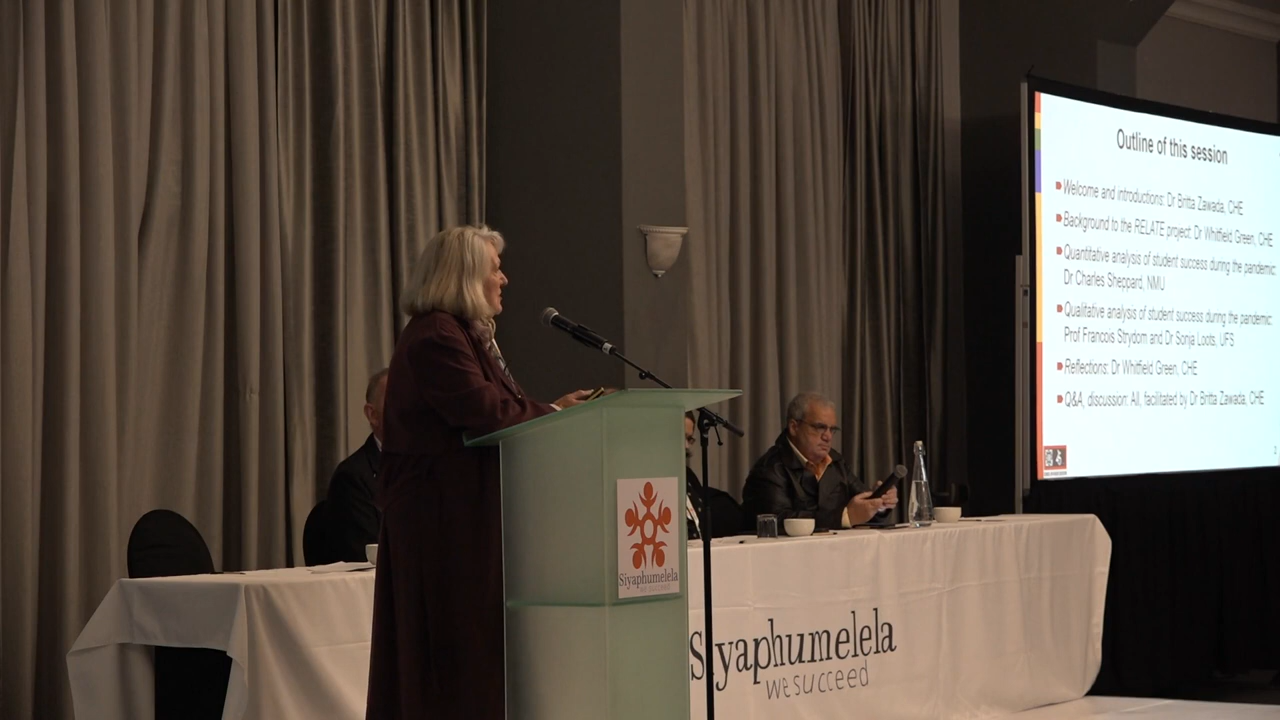 Outline of this session
Welcome and introductions: Dr Britta Zawada, CHE
Background to the RELATE project: Dr Whitfield Green, CHE
Quantitative analysis of student success during the pandemic:
Dr Charles Sheppard, NMU
Qualitative analysis of student success during the pandemic:
Prof Francois Strydom and Dr Sonja Loots, UFS
Reflections: Dr Whitfield Green, CHE
Q&A, discussion: All, facilitated by Dr Britta Zawada, CHE
Siyaphumelela
WE SUCCEED
Siyaphumelela
we succeed